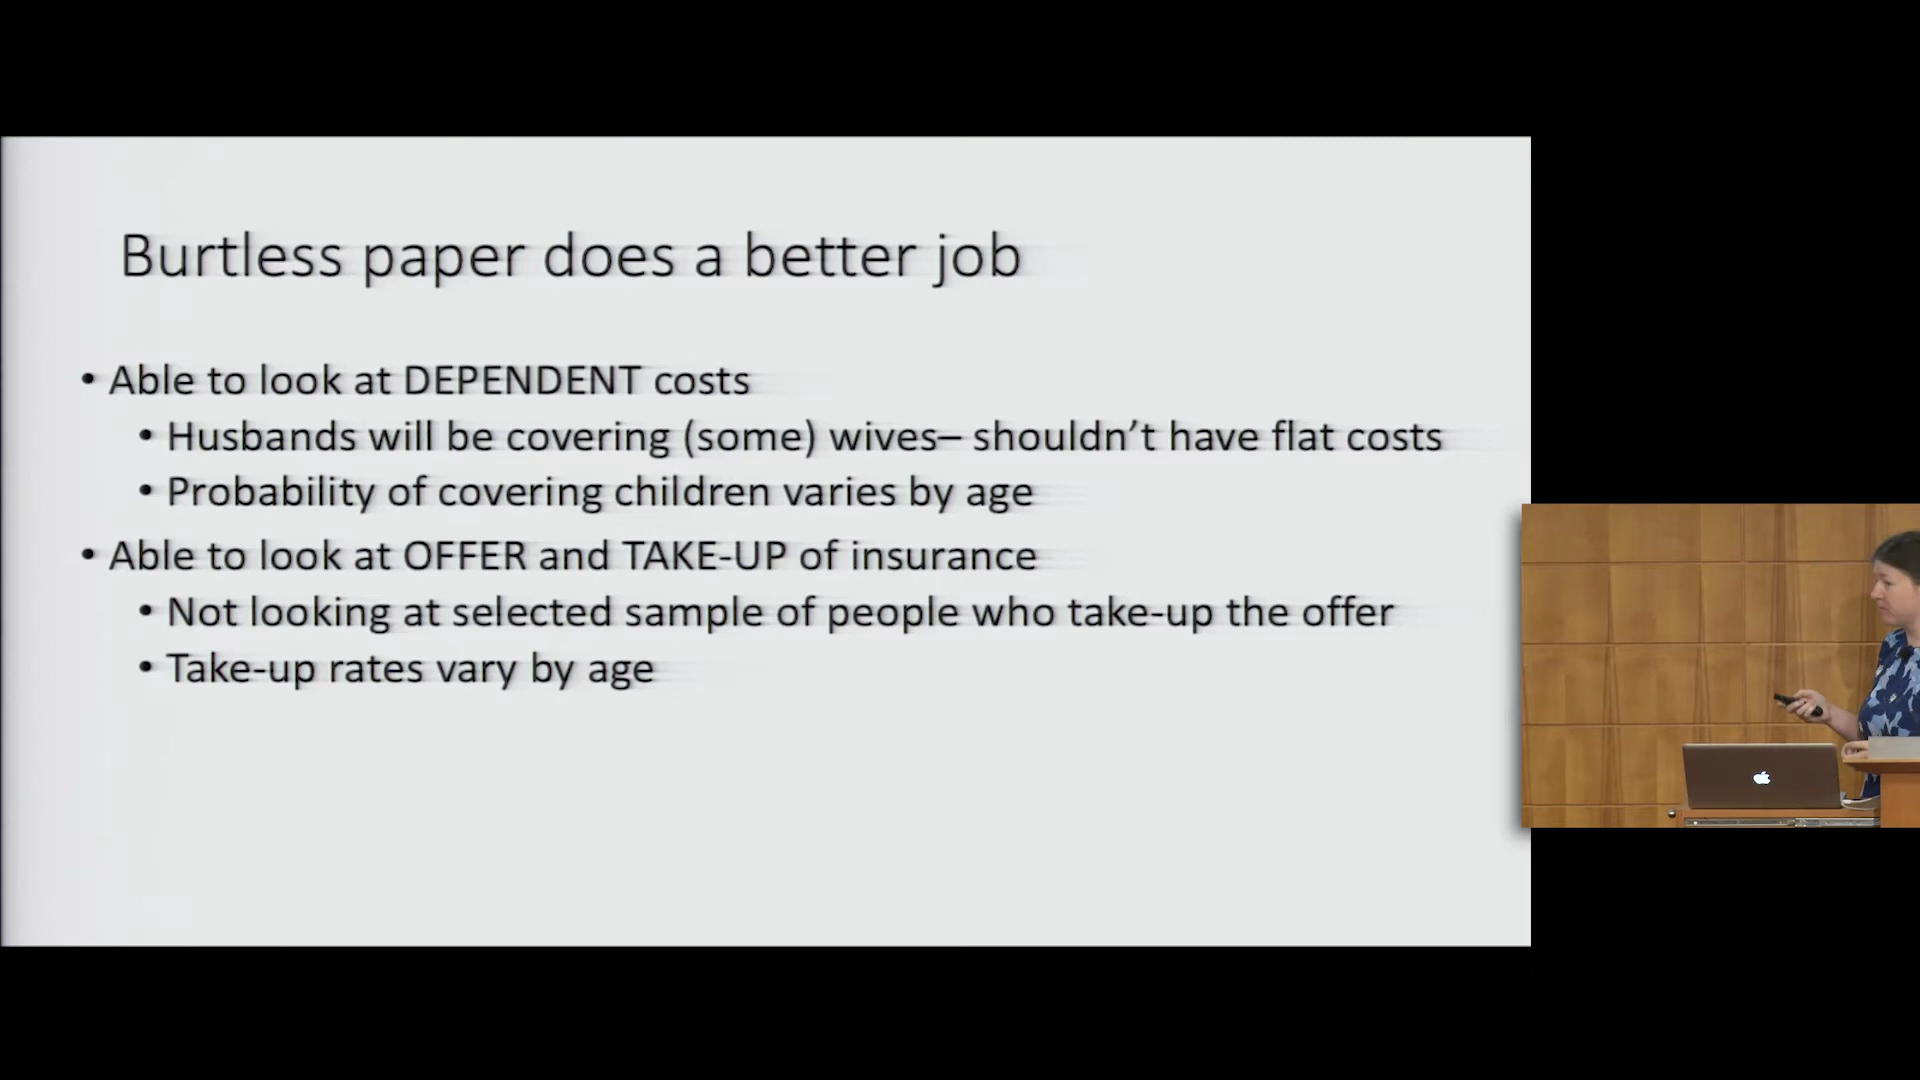 Burtless paper does a better job
• Able to look at DEPENDENT costs
• Husbands will be covering (some) wives– shouldn't have flat costs
• Probability of covering children varies by age
• Able to look at OFFER and TAKE-UP of insurance
• Not looking at selected sample of people who take-up the offer
• Take-up rates vary by age